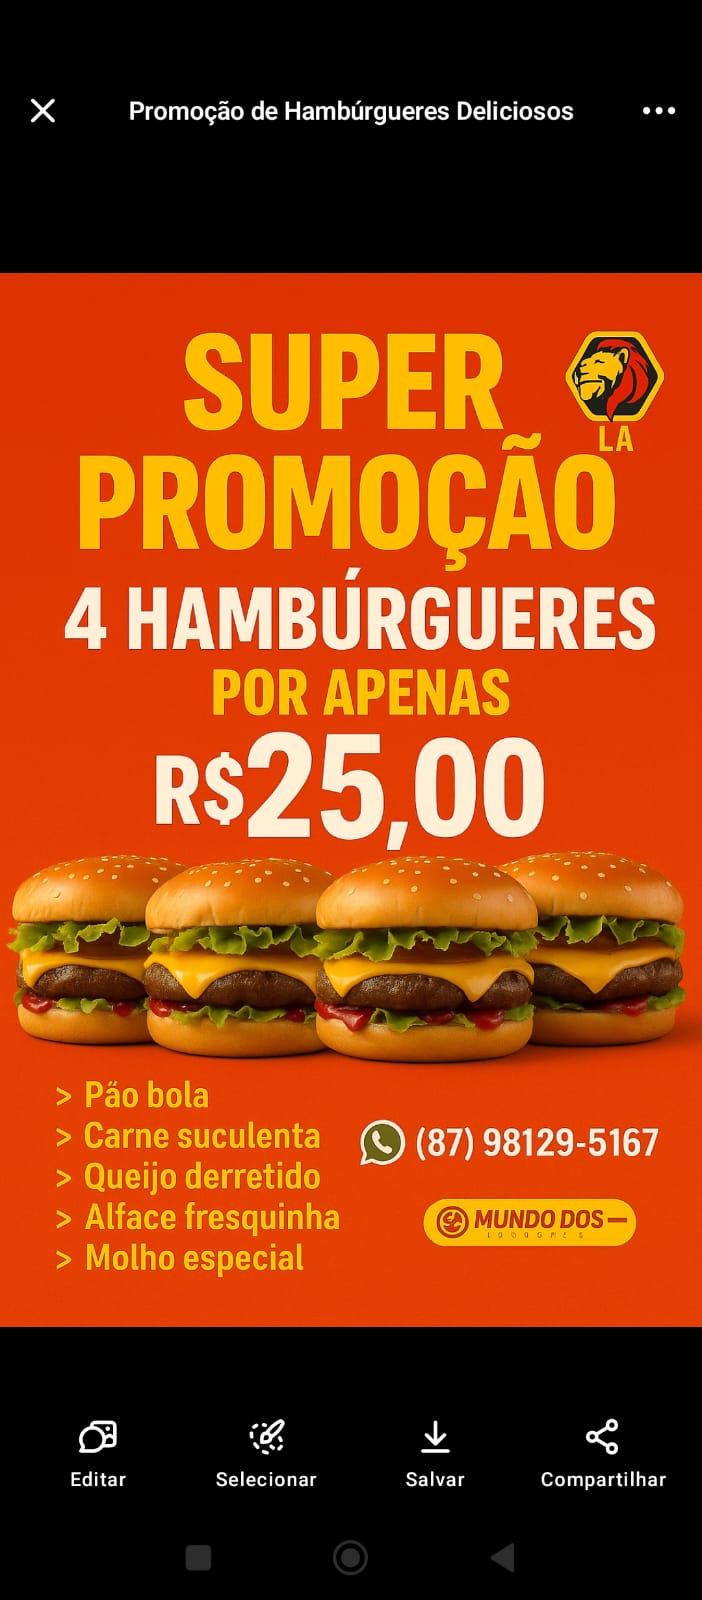 Promoção de Hambúrgueres Deliciosos
SUPER
LA
PROMOÇÃO
4 HAMBÚRGUERES
POR APENAS
R$25,00
> Pão bola
> Carne suculenta
> Queijo derretido
> Alface fresquinha
> Molho especial
(87) 98129-5167
MUNDO DOS
Editar
Selecionar
Salvar
Compartilhar